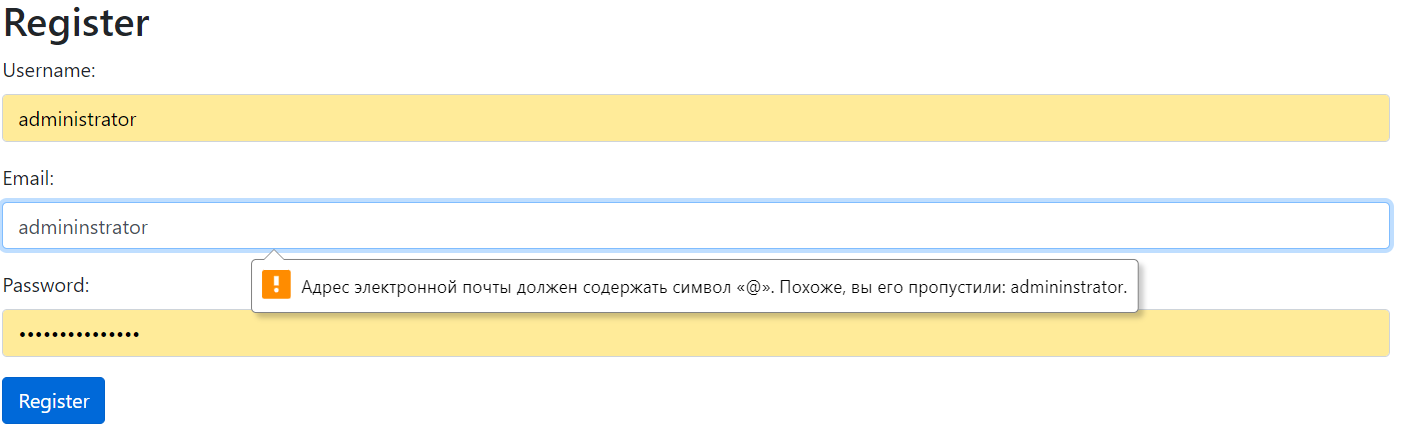 Register
Username:
administrator
Email:
admininstrator
Password:
Адрес электронной почты должен содержать символ «@». Похоже, вы его пропустили: admininstrator.
•••••••••••••••
Register